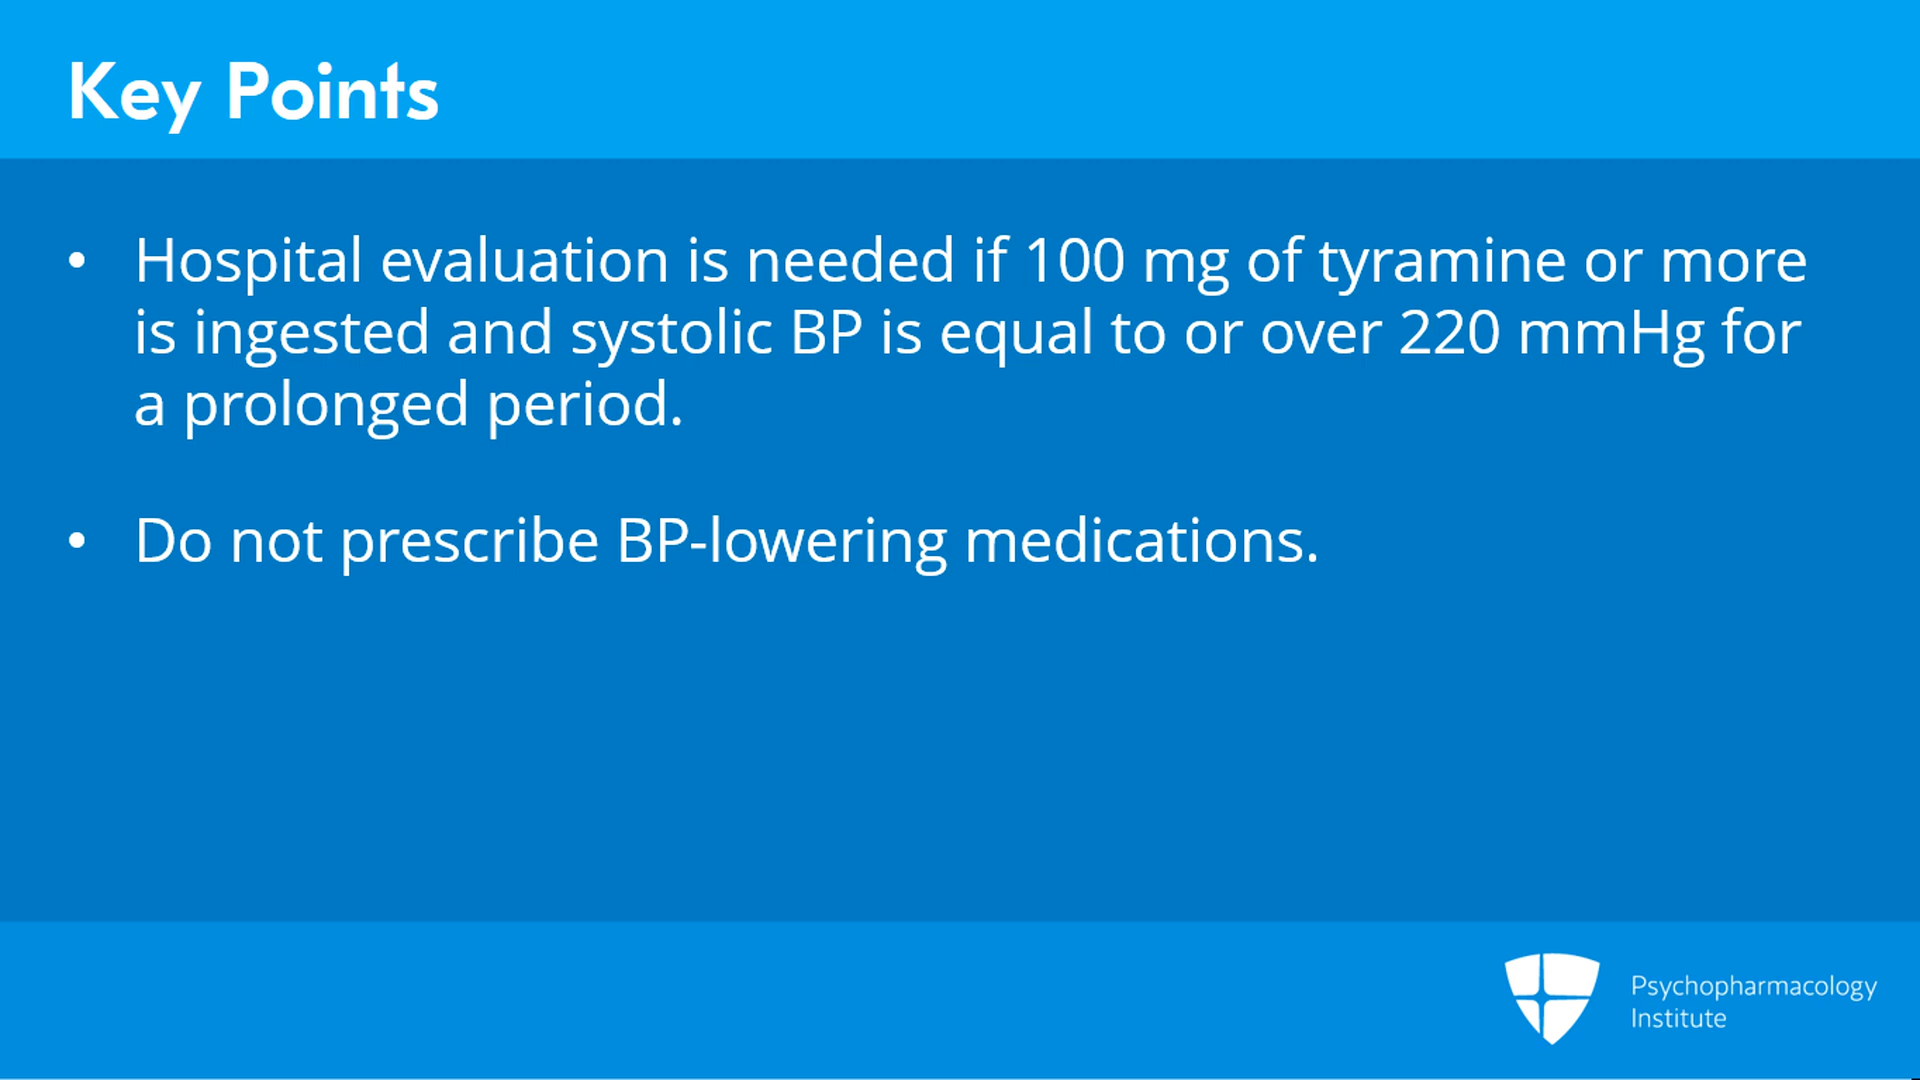 Key Points
• Hospital evaluation is needed if 100 mg of tyramine or more
is ingested and systolic BP is equal to or over 220 mmHg for
a prolonged period.
• Do not prescribe BP-lowering medications.
Psychopharmacology
Institute